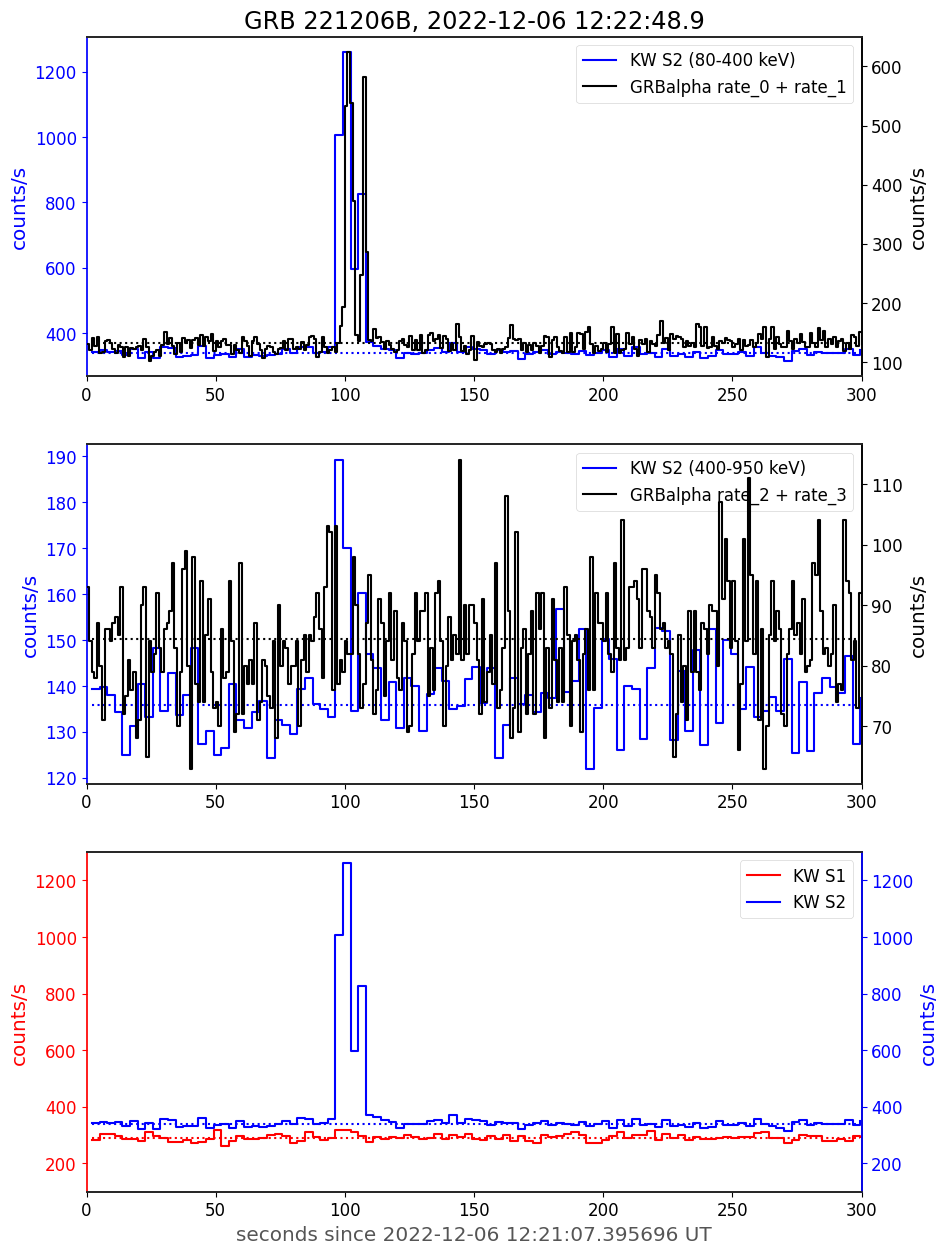 GRB 221206B, 2022-12-06 12:22:48.9
KW S2 (80-400 keV)
GRBalpha rate_0 + rate_1
1200
1000
800
600
400
counts/s
600
500
400
300
200
100
counts/s
0 50 100 150 200 250 300
KW S2 (400-950 keV)
GRBalpha rate_2 + rate_3
190
180
170
160
150
140
130
120
counts/s
110
100
90
80
70
counts/s
0 50 100 150 200 250 300
KW S1
KW S2
1200
1000
800
600
400
200
counts/s
1200
1000
800
600
400
200
counts/s
0 50 100 150 200 250 300
seconds since 2022-12-06 12:21:07.395696 UT